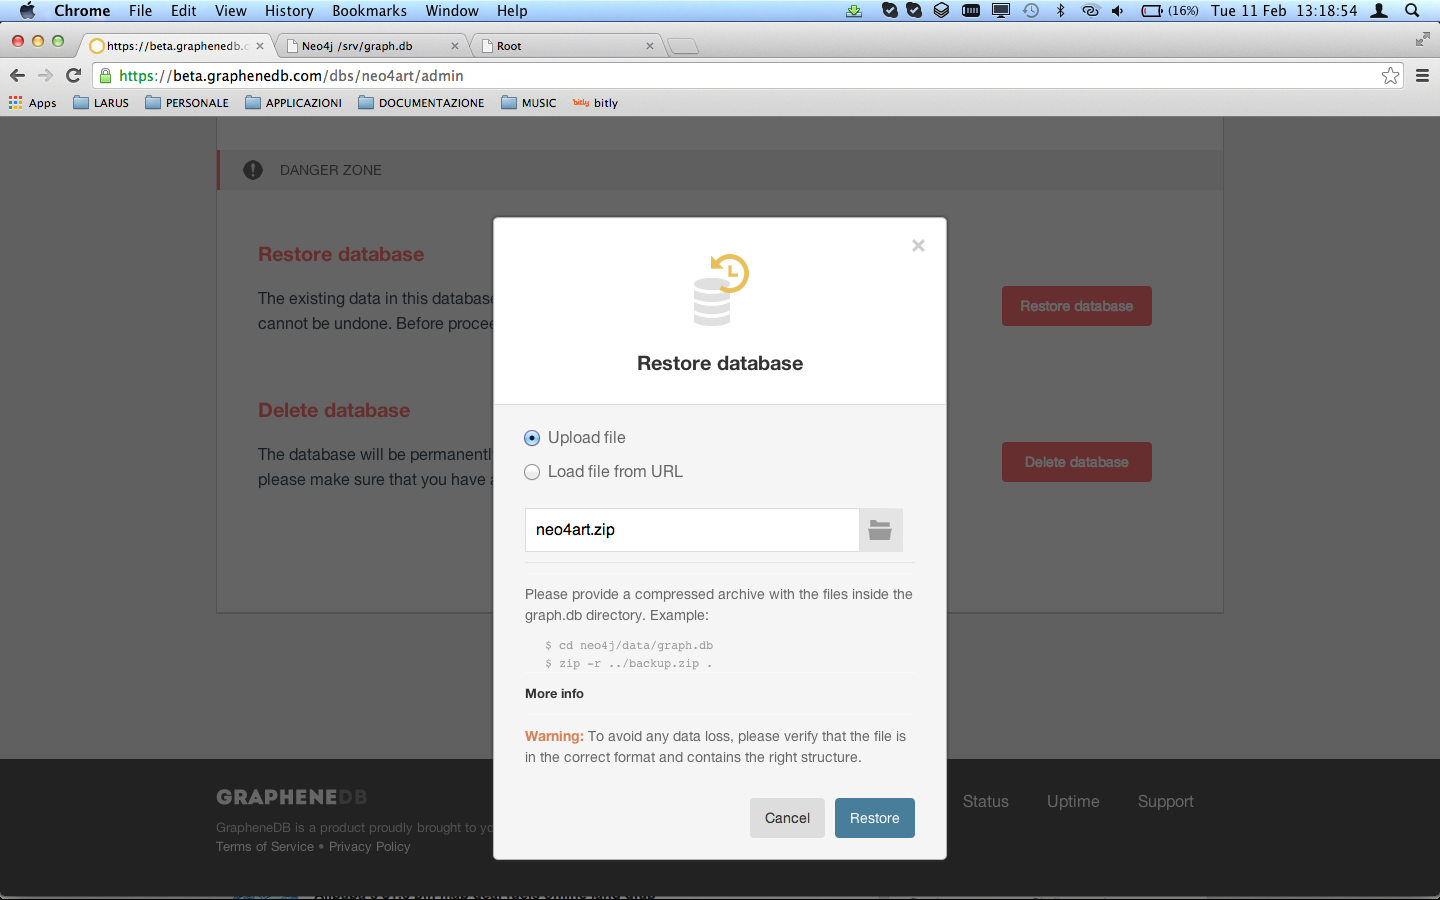 Chrome File Edit View History Bookmarks Window Help (16%) Tue 11 Feb 13:18:54
https://beta.graphenedb.c Neo4j /srv/graph.db Root
https://beta.graphenedb.com/dbs/neo4art/admin
Apps LARUS PERSONALE APPLICAZIONI DOCUMENTAZIONE MUSIC bitly bitly
DANGER ZONE
Restore database
The existing data in this database
cannot be undone. Before procee
Restore database
Delete database
The database will be permanentl
please make sure that you have a
Delete database
Restore database
Upload file
Load file from URL
neo4art.zip
Please provide a compressed archive with the files inside the
graph.db directory. Example:
$ cd neo4j/data/graph.db
$ zip -r ../backup.zip .
More info
Warning: To avoid any data loss, please verify that the file is
in the correct format and contains the right structure.
Cancel Restore
GRAPHENEDB
GrapheneDB is a product proudly brought to yo
Terms of Service • Privacy Policy
Status Uptime Support